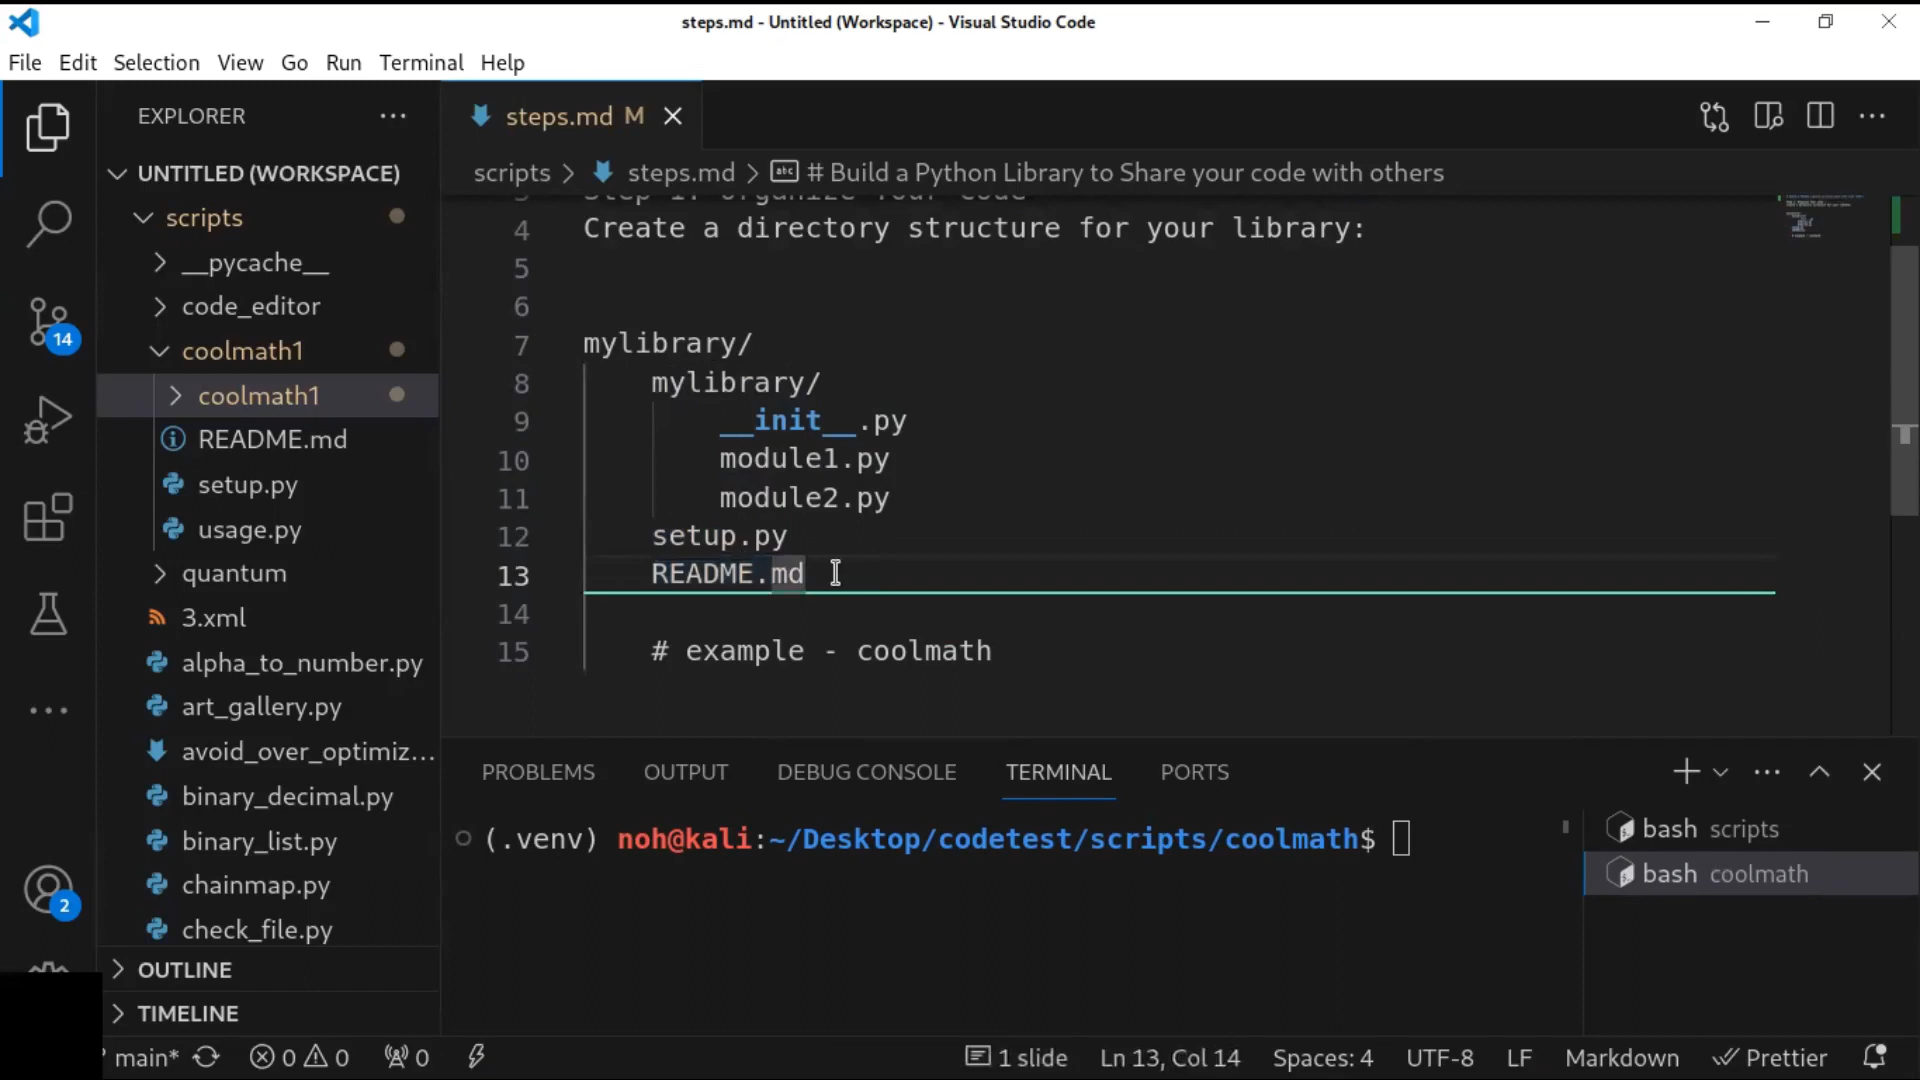 steps.md - Untitled (Workspace) - Visual Studio Code
File Edit Selection View Go Run Terminal Help
EXPLORER
UNTITLED (WORKSPACE)
scripts
__pycache__
code_editor
coolmath1
coolmath1
README.md
setup.py
usage.py
quantum
3.xml
alpha_to_number.py
art_gallery.py
avoid_over_optimiz...
binary_decimal.py
binary_list.py
chainmap.py
check_file.py
OUTLINE
TIMELINE
14
2
steps.md M
scripts > steps.md > # Build a Python Library to Share your code with others
3 Step 1: Organize Your Code
4 Create a directory structure for your library:
5
6
7 mylibrary/
8 mylibrary/
9 __init__.py
10 module1.py
11 module2.py
12 setup.py
13 README.md
14
15 # example - coolmath
PROBLEMS OUTPUT DEBUG CONSOLE TERMINAL PORTS
(.venv) noh@kali:~/Desktop/codetest/scripts/coolmath$
bash scripts
bash coolmath
main* 0 0 0 1 slide Ln 13, Col 14 Spaces: 4 UTF-8 LF Markdown Prettier